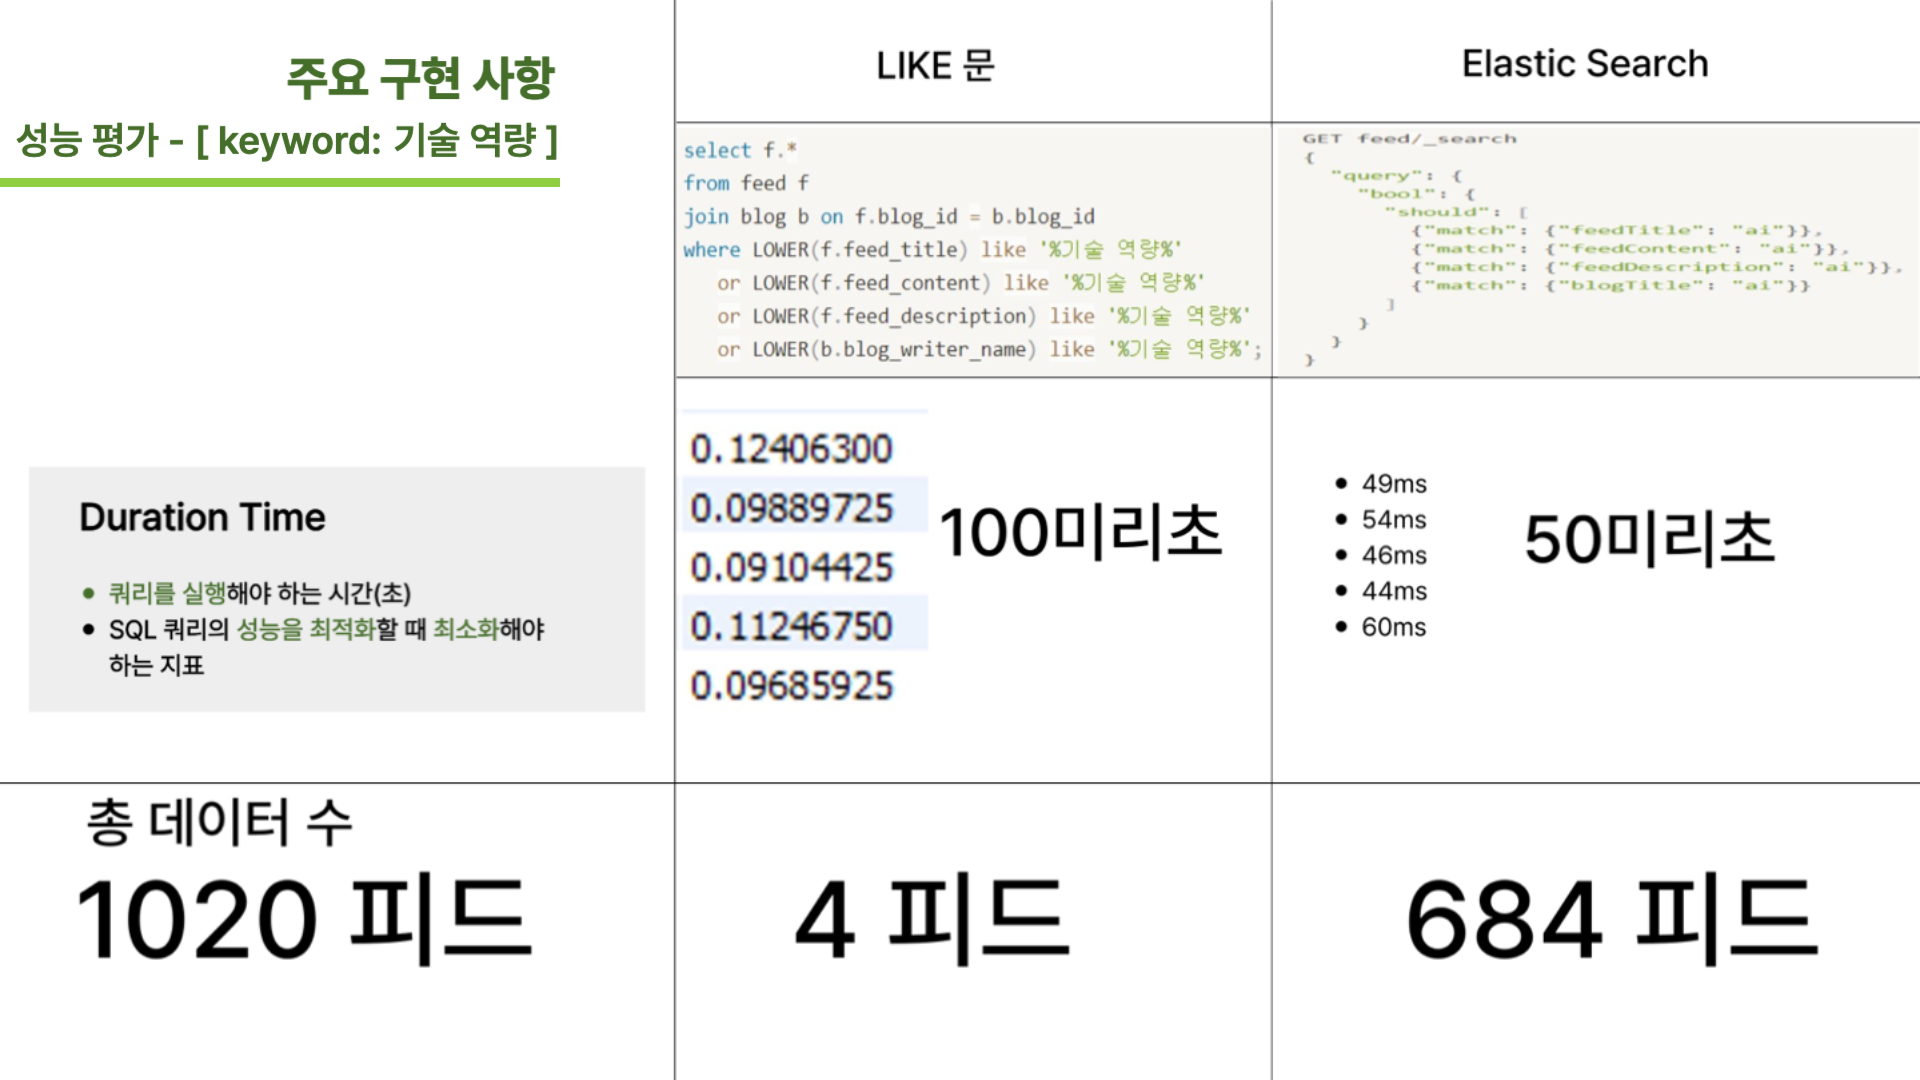 주요 구현 사항
성능 평가 - [ keyword: 기술 역량 ]
LIKE 문
Elastic Search
select f.*
from feed f
join blog b on f.blog_id = b.blog_id
where LOWER(f.feed_title) like '%기술 역량%'
or LOWER(f.feed_content) like '%기술 역량%'
or LOWER(f.feed_description) like '%기술 역량%'
or LOWER(b.blog_writer_name) like '%기술 역량%';
GET feed/_search
{
"query": {
"bool": {
"should": [
{"match": {"feedTitle": "ai"}},
{"match": {"feedContent": "ai"}},
{"match": {"feedDescription": "ai"}},
{"match": {"blogTitle": "ai"}}
]
}
}
}
Duration Time
• 쿼리를 실행해야 하는 시간(초)
• SQL 쿼리의 성능을 최적화할 때 최소화해야
하는 지표
0.12406300
0.09889725
0.09104425
0.11246750
0.09685925
100미리초
• 49ms
• 54ms
• 46ms
• 44ms
• 60ms
50미리초
총 데이터 수
1020 피드
4 피드
684 피드